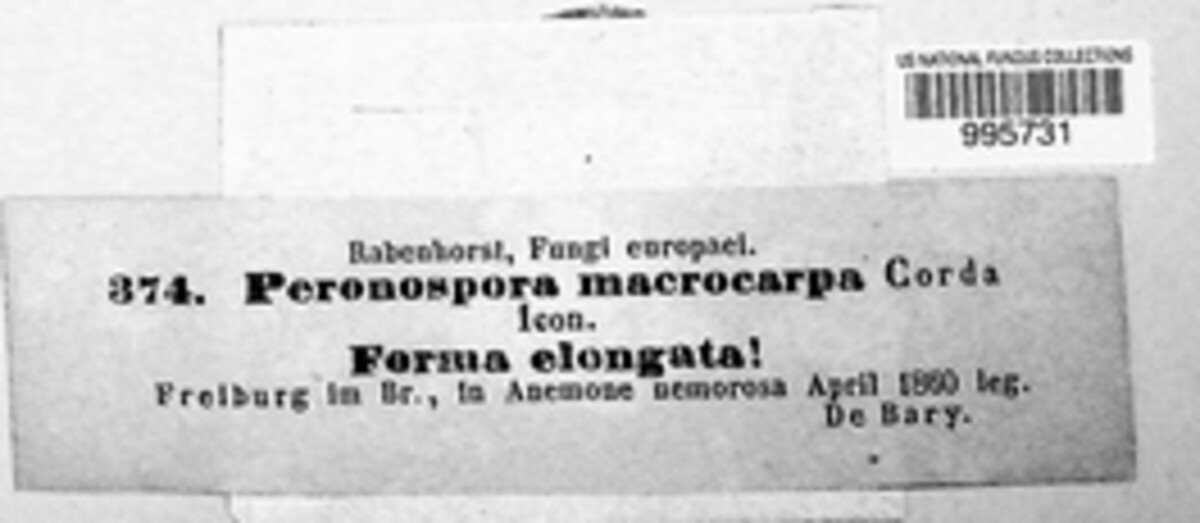 US NATIONAL FUNGUS COLLECTIONS
995731
Rabenhorst, Fungi europaei.
374. Peronospora macrocarpa Corda
Icon.
Forma elongata!
Freiburg im Br., in Anemone nemorosa April 1860 leg.
De Bary.